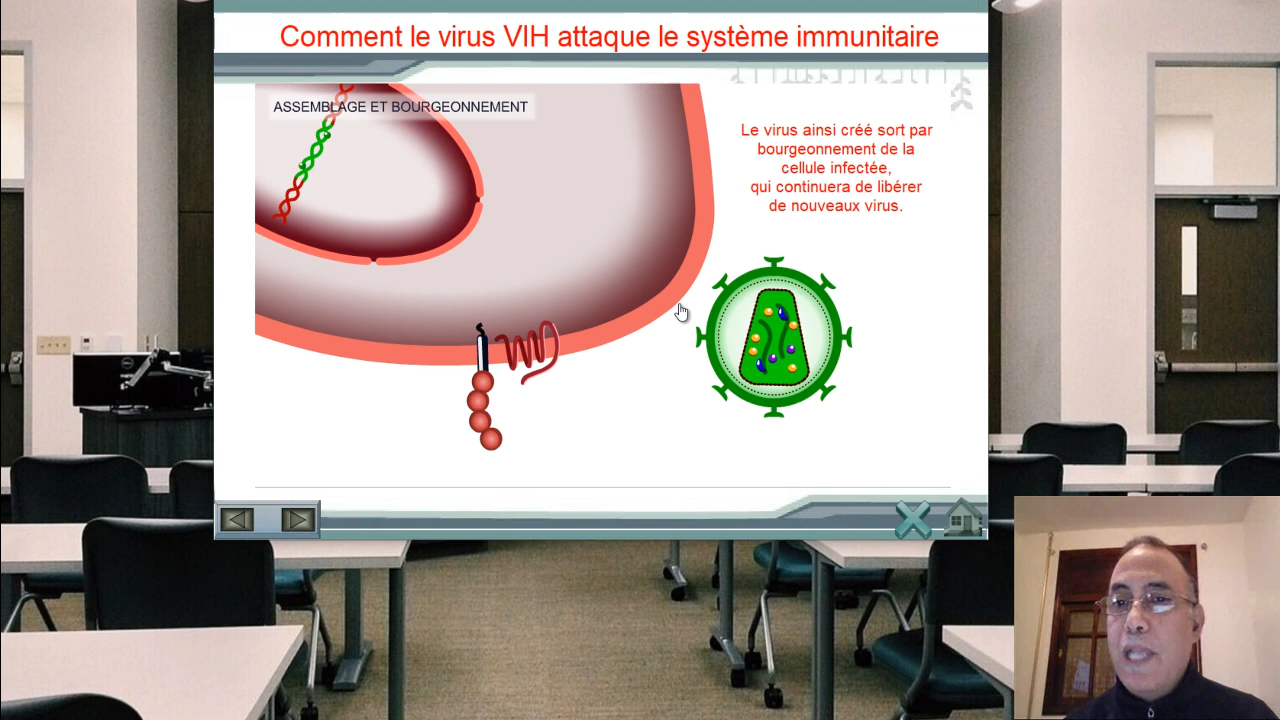 Comment le virus VIH attaque le système immunitaire
ASSEMBLAGE ET BOURGEONNEMENT
Le virus ainsi créé sort par
bourgeonnement de la
cellule infectée,
qui continuera de libérer
de nouveaux virus.